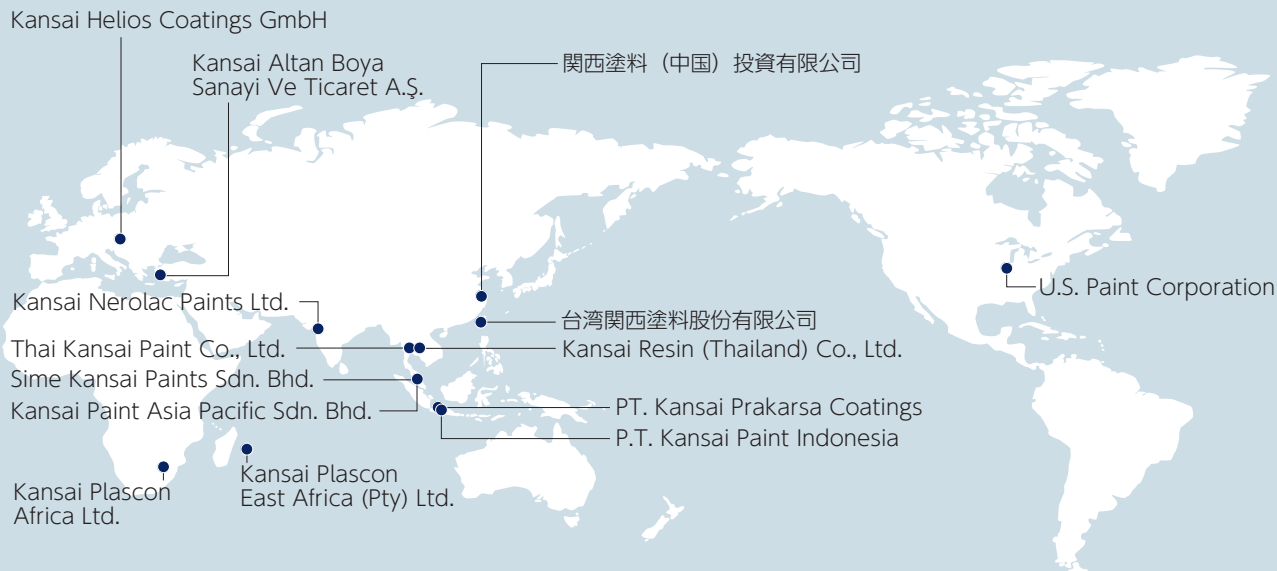 Kansai Helios Coatings GmbH
Kansai Altan Boya
Sanayi Ve Ticaret A.Ş.
関西塗料（中国）投資有限公司
Kansai Nerolac Paints Ltd.
U.S. Paint Corporation
台湾関西塗料股份有限公司
Thai Kansai Paint Co., Ltd.
Kansai Resin (Thailand) Co., Ltd.
Sime Kansai Paints Sdn. Bhd.
Kansai Paint Asia Pacific Sdn. Bhd.
PT. Kansai Prakarsa Coatings
P.T. Kansai Paint Indonesia
Kansai Plascon
Africa Ltd.
Kansai Plascon
East Africa (Pty) Ltd.